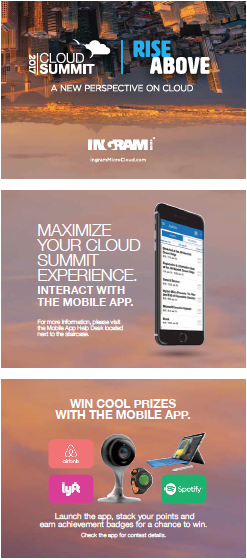 2017
CLOUD
SUMMIT
RISE
ABOVE
A NEW PERSPECTIVE ON CLOUD
INGRAM
IngramMicroCloud.com
MAXIMIZE
YOUR CLOUD
SUMMIT
EXPERIENCE.
INTERACT WITH
THE MOBILE APP.
For more information, please visit
the Mobile App Help Desk located
next to the staircase.
WIN COOL PRIZES
WITH THE MOBILE APP.
airbnb
lyft
Spotify
Launch the app, stack your points and
earn achievement badges for a chance to win.
Check the app for contest details.